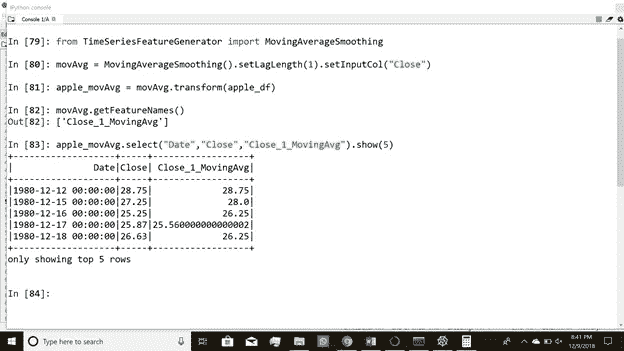 IPython console
Console 1/A
In [79]: from TimeSeriesFeatureGenerator import MovingAverageSmoothing
In [80]: movAvg = MovingAverageSmoothing().setLagLength(1).setInputCol("Close")
In [81]: apple_movAvg = movAvg.transform(apple_df)
In [82]: movAvg.getFeatureNames()
Out[82]: ['Close_1_MovingAvg']
In [83]: apple_movAvg.select("Date","Close","Close_1_MovingAvg").show(5)
+-------------------+-----+------------------+
|               Date|Close| Close_1_MovingAvg|
+-------------------+-----+------------------+
|1980-12-12 00:00:00|28.75|             28.75|
|1980-12-15 00:00:00|27.25|              28.0|
|1980-12-16 00:00:00|25.25|             26.25|
|1980-12-17 00:00:00|25.87|25.560000000000002|
|1980-12-18 00:00:00|26.63|             26.25|
+-------------------+-----+------------------+
only showing top 5 rows
In [84]:
Type here to search
8:41 PM
12/9/2018